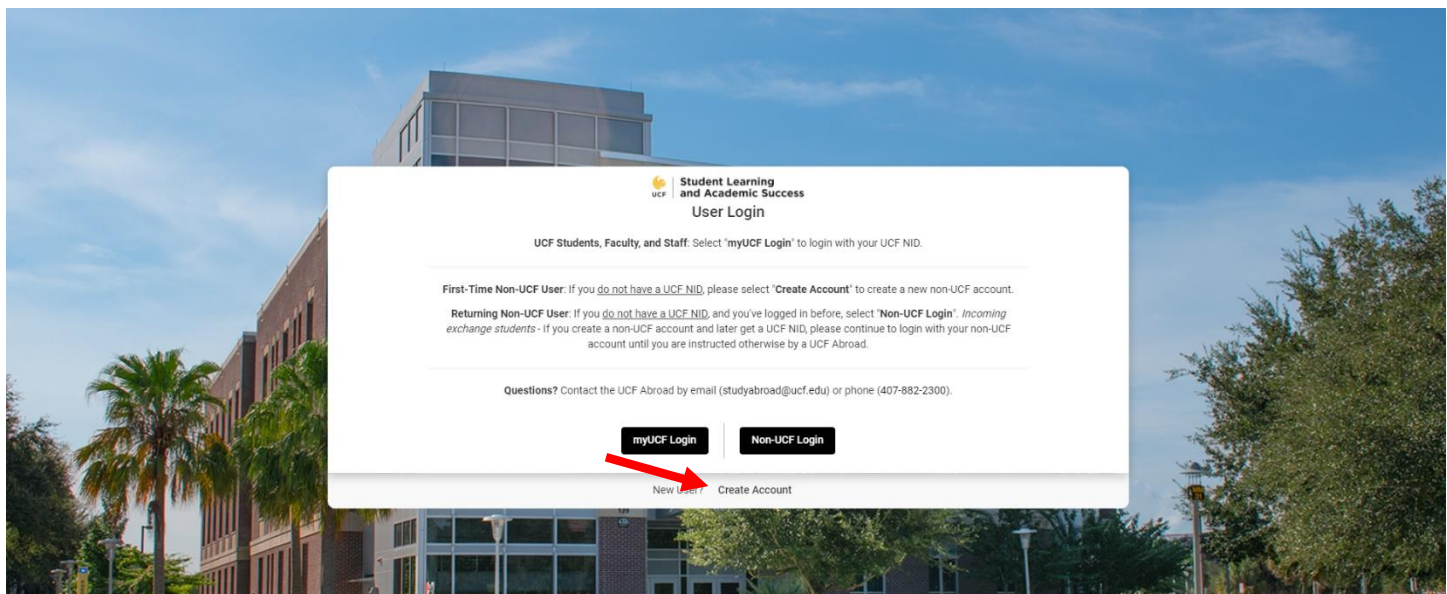 UCF
Student Learning
and Academic Success
User Login
UCF Students, Faculty, and Staff: Select "myUCF Login" to login with your UCF NID.
First-Time Non-UCF User: If you do not have a UCF NID, please select "Create Account" to create a new non-UCF account.
Returning Non-UCF User: If you do not have a UCF NID, and you've logged in before, select "Non-UCF Login". Incoming
exchange students - If you create a non-UCF account and later get a UCF NID, please continue to login with your non-UCF
account until you are instructed otherwise by a UCF Abroad.
Questions? Contact the UCF Abroad by email (studyabroad@ucf.edu) or phone (407-882-2300).
myUCF Login
Non-UCF Login
New User? Create Account